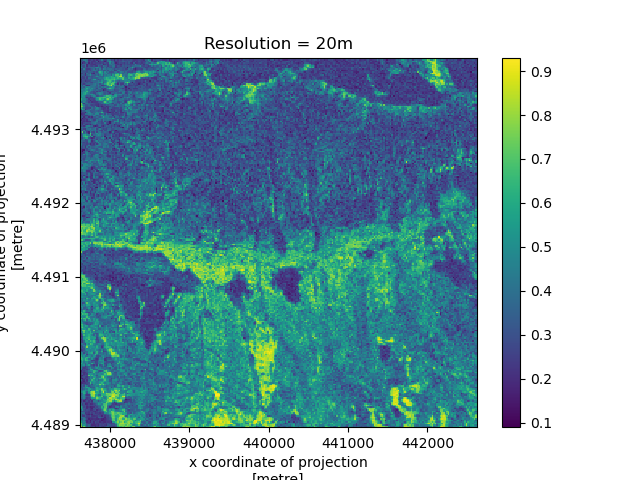 Resolution = 20m
1e6
4.493
4.492
4.491
4.490
4.489
y coordinate of projection
[metre]
438000 439000 440000 441000 442000
x coordinate of projection
[metre]
0.9
0.8
0.7
0.6
0.5
0.4
0.3
0.2
0.1